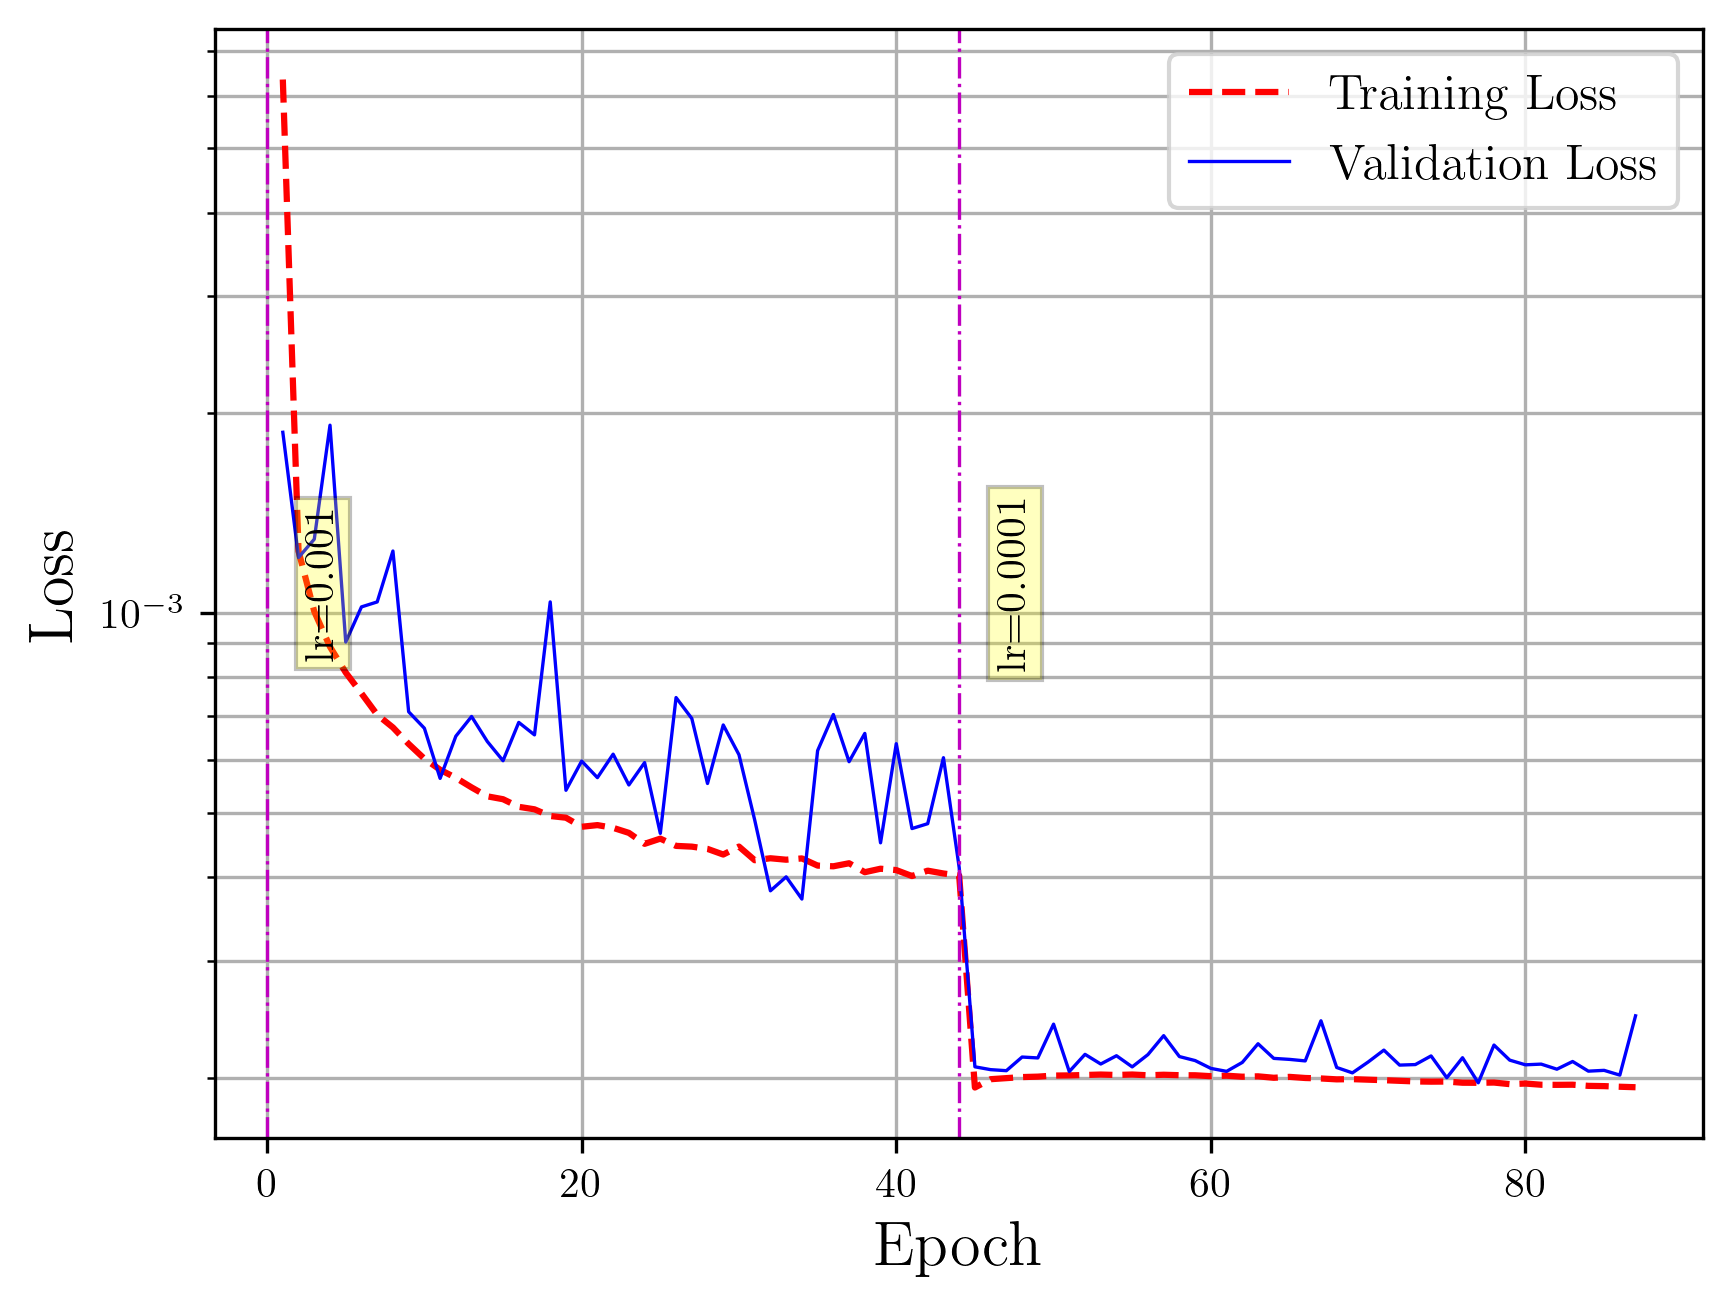 Training Loss
Validation Loss
lr=0.001
lr=0.0001
Loss
10⁻³
0 20 40 60 80
Epoch